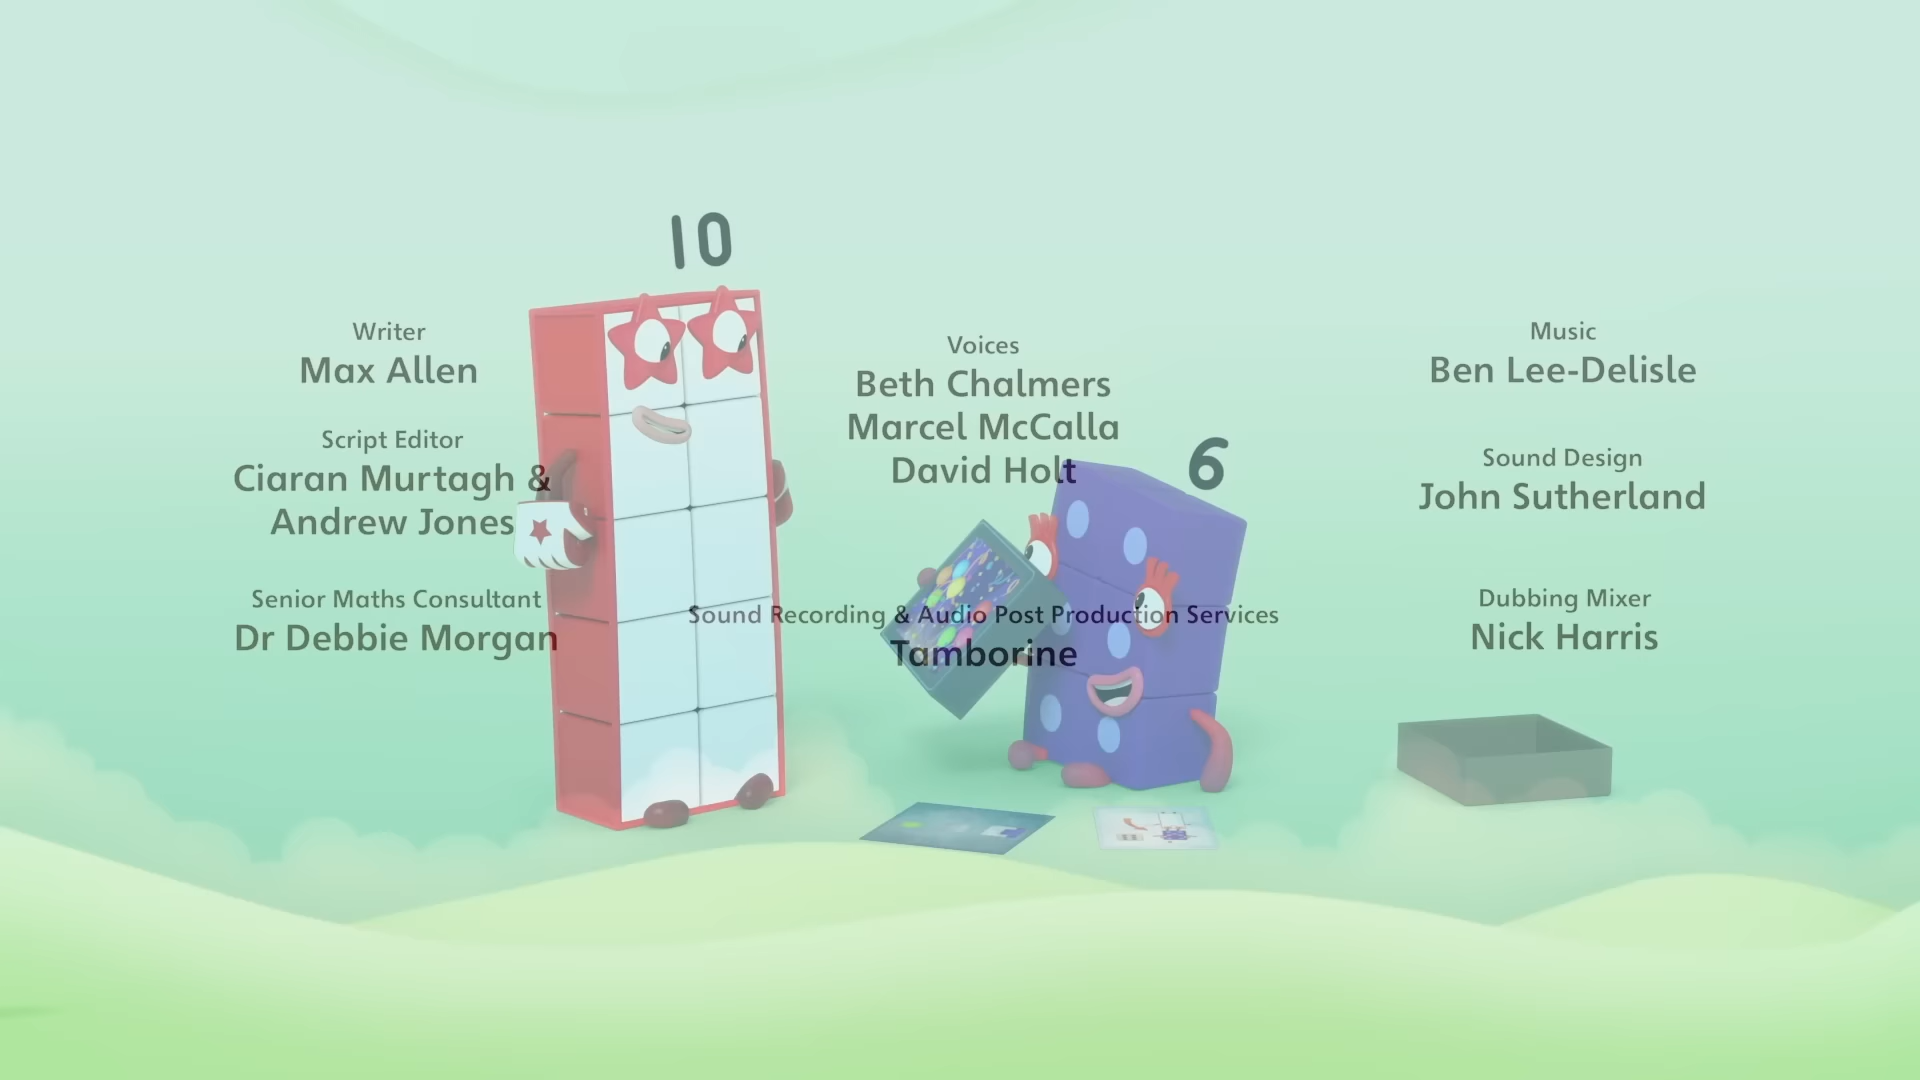 10
6
Writer
Max Allen
Script Editor
Ciaran Murtagh &
Andrew Jones
Senior Maths Consultant
Dr Debbie Morgan
Voices
Beth Chalmers
Marcel McCalla
David Holt
Sound Recording & Audio Post Production Services
Tamborine
Music
Ben Lee-Delisle
Sound Design
John Sutherland
Dubbing Mixer
Nick Harris